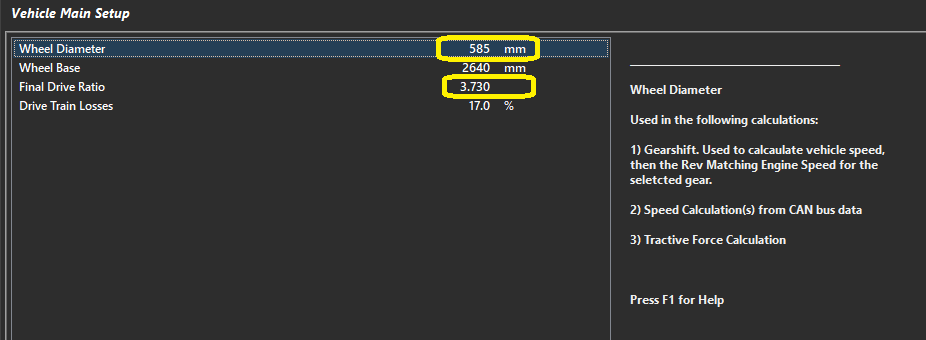 Vehicle Main Setup
Wheel Diameter 585 mm
Wheel Base 2640 mm
Final Drive Ratio 3.730
Drive Train Losses 17.0 %
Wheel Diameter
Used in the following calculations:
1) Gearshift. Used to calcaulate vehicle speed,
then the Rev Matching Engine Speed for the
seletcted gear.
2) Speed Calculation(s) from CAN bus data
3) Tractive Force Calculation
Press F1 for Help